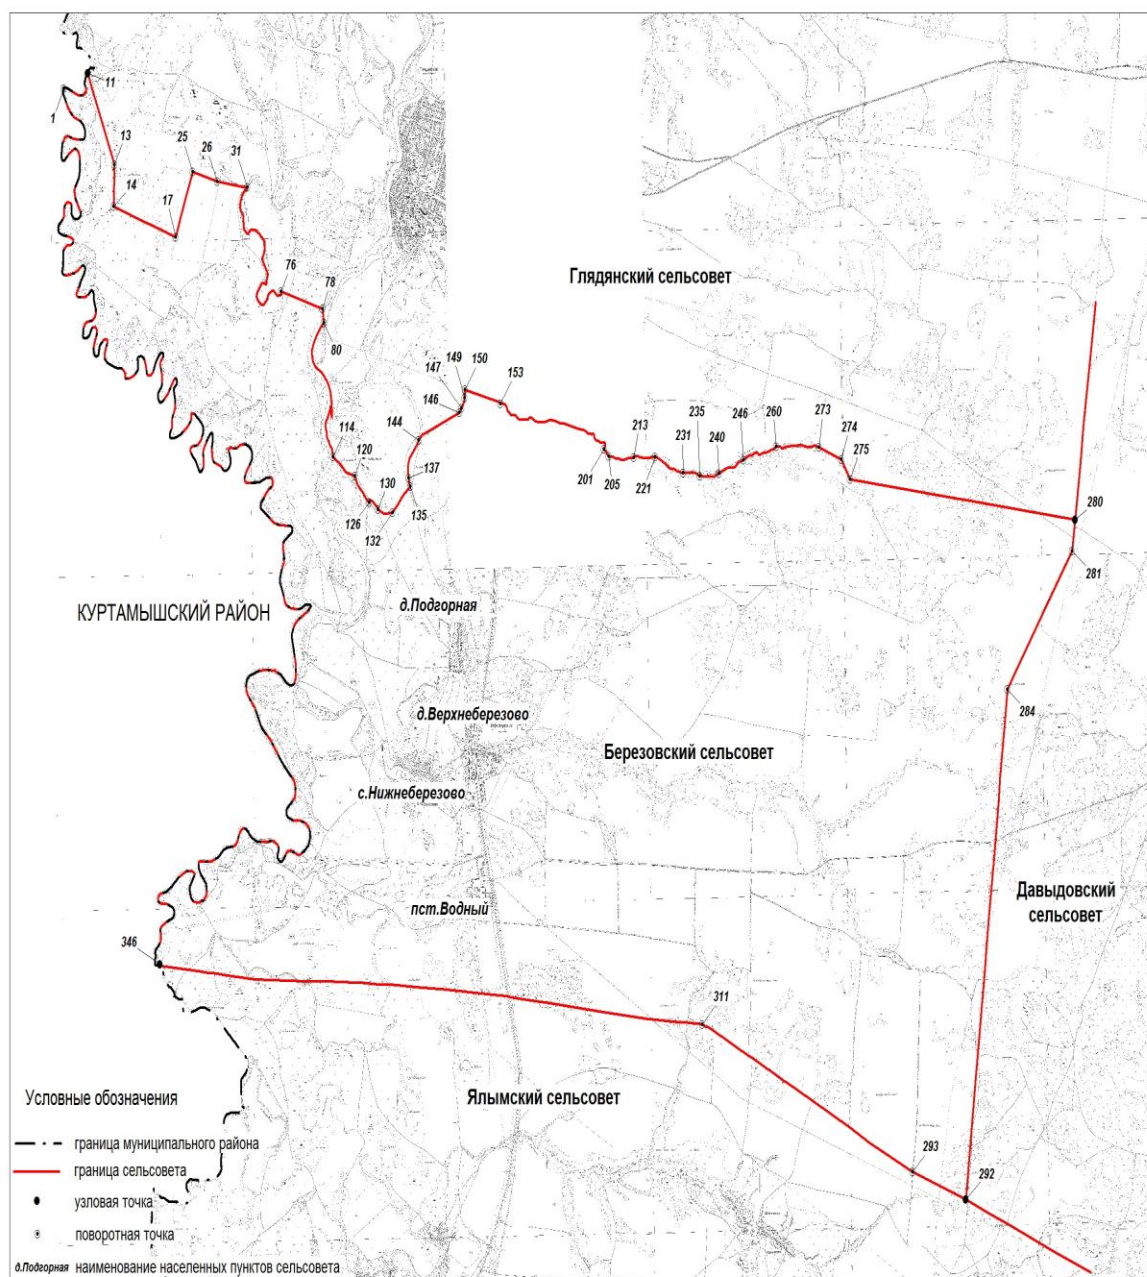 11
1
13
25
26
31
14
17
76
78
Глядянский сельсовет
80
149
150
147
153
146
144
114
120
137
126
130
132
135
201
205
213
221
231
235
240
246
260
273
274
275
280
281
д.Подгорная
КУРТАМЫШСКИЙ РАЙОН
284
д.Верхнеберезово
Березовский сельсовет
с.Нижнеберезово
Давыдовский
сельсовет
пст.Водный
346
311
Ялымский сельсовет
293
292
Условные обозначения
граница муниципального района
граница сельсовета
узловая точка
поворотная точка
д.Подгорная наименование населенных пунктов сельсовета